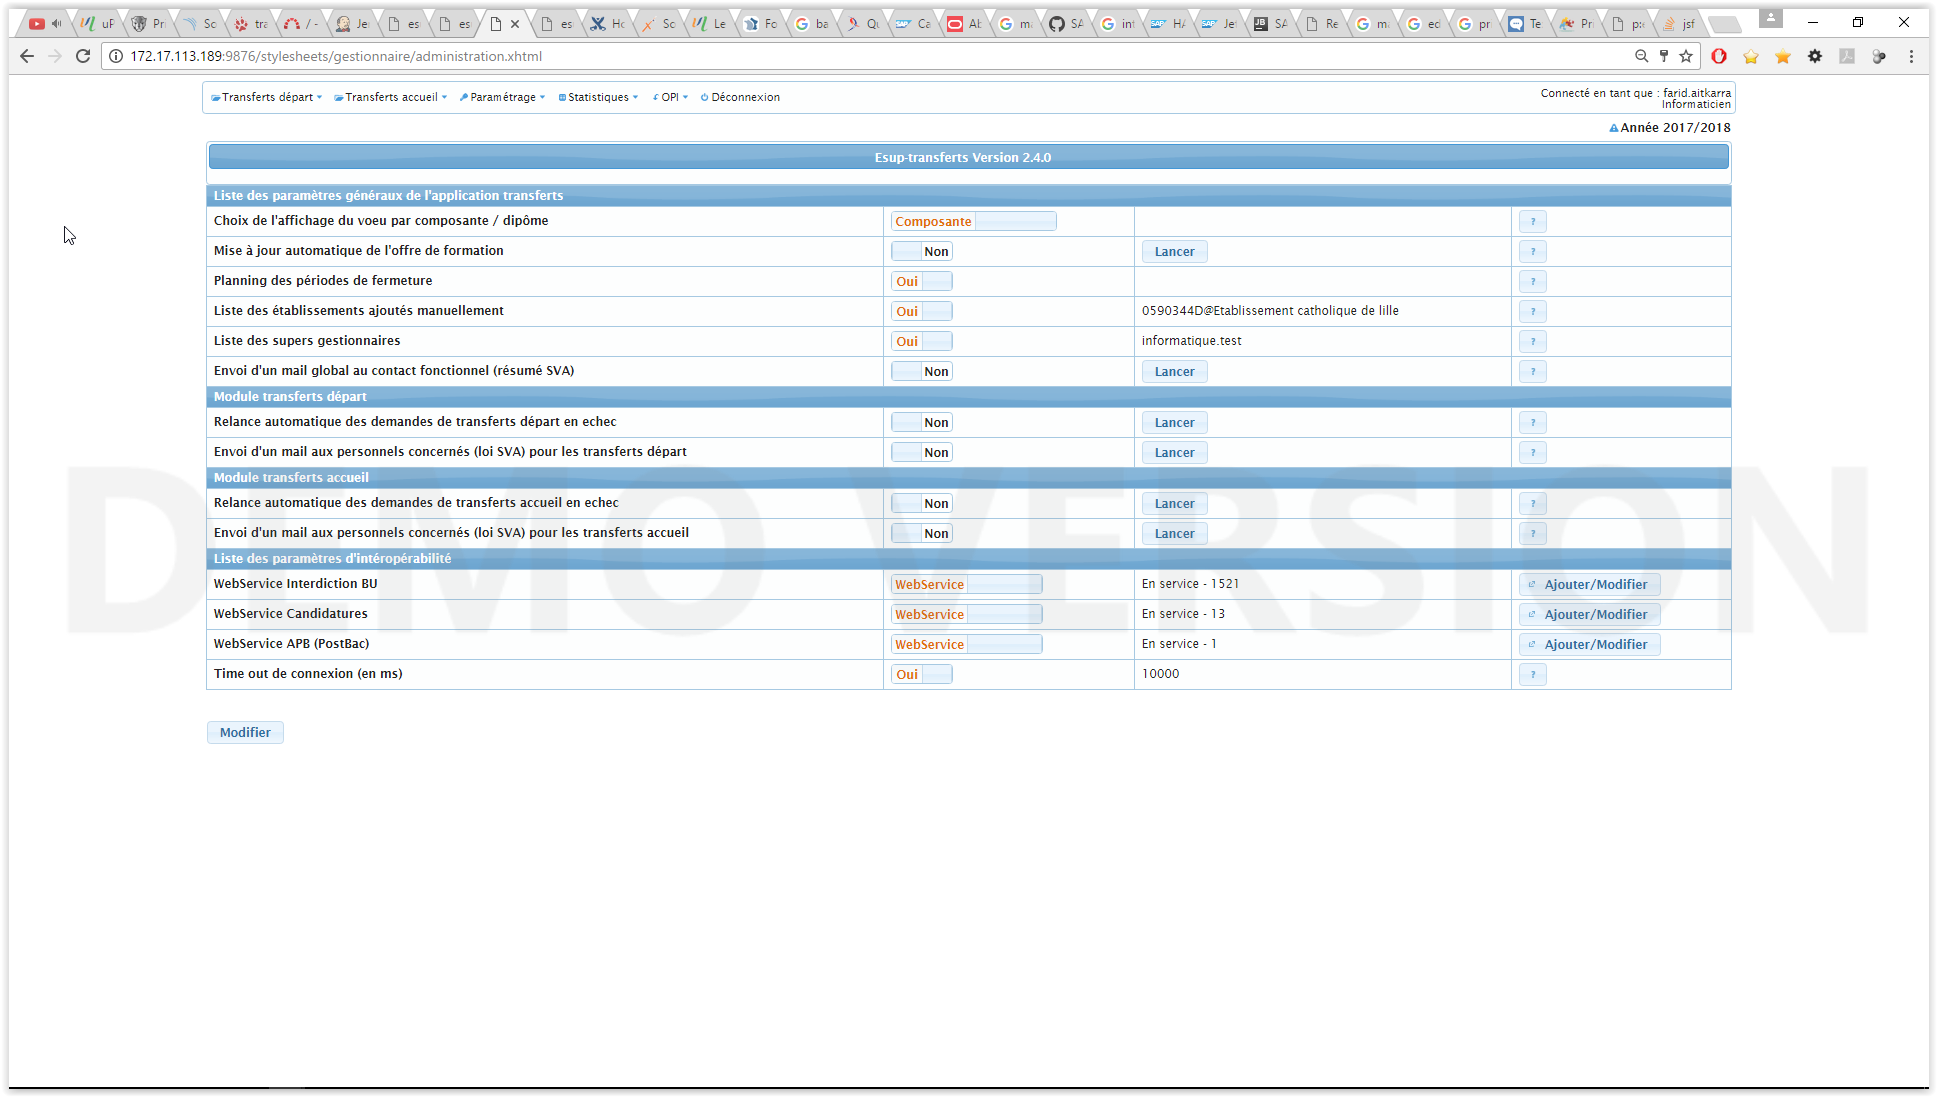 172.17.113.189:9876/stylesheets/gestionnaire/administration.xhtml
Transferts départ Transferts accueil Paramétrage Statistiques OPI Déconnexion
Connecté en tant que : farid.aitkarra
Informaticien
Année 2017/2018
Esup-transferts Version 2.4.0
Liste des paramètres généraux de l'application transferts
Choix de l'affichage du voeu par composante / dipôme Composante ?
Mise à jour automatique de l'offre de formation Non Lancer ?
Planning des périodes de fermeture Oui ?
Liste des établissements ajoutés manuellement Oui 0590344D@Etablissement catholique de lille ?
Liste des supers gestionnaires Oui informatique.test ?
Envoi d'un mail global au contact fonctionnel (résumé SVA) Non Lancer ?
Module transferts départ
Relance automatique des demandes de transferts départ en echec Non Lancer ?
Envoi d'un mail aux personnels concernés (loi SVA) pour les transferts départ Non Lancer ?
Module transferts accueil
Relance automatique des demandes de transferts accueil en echec Non Lancer ?
Envoi d'un mail aux personnels concernés (loi SVA) pour les transferts accueil Non Lancer ?
Liste des paramètres d'intéropérabilité
WebService Interdiction BU WebService En service - 1521 Ajouter/Modifier
WebService Candidatures WebService En service - 13 Ajouter/Modifier
WebService APB (PostBac) WebService En service - 1 Ajouter/Modifier
Time out de connexion (en ms) Oui 10000 ?
Modifier
DEMO VERSION